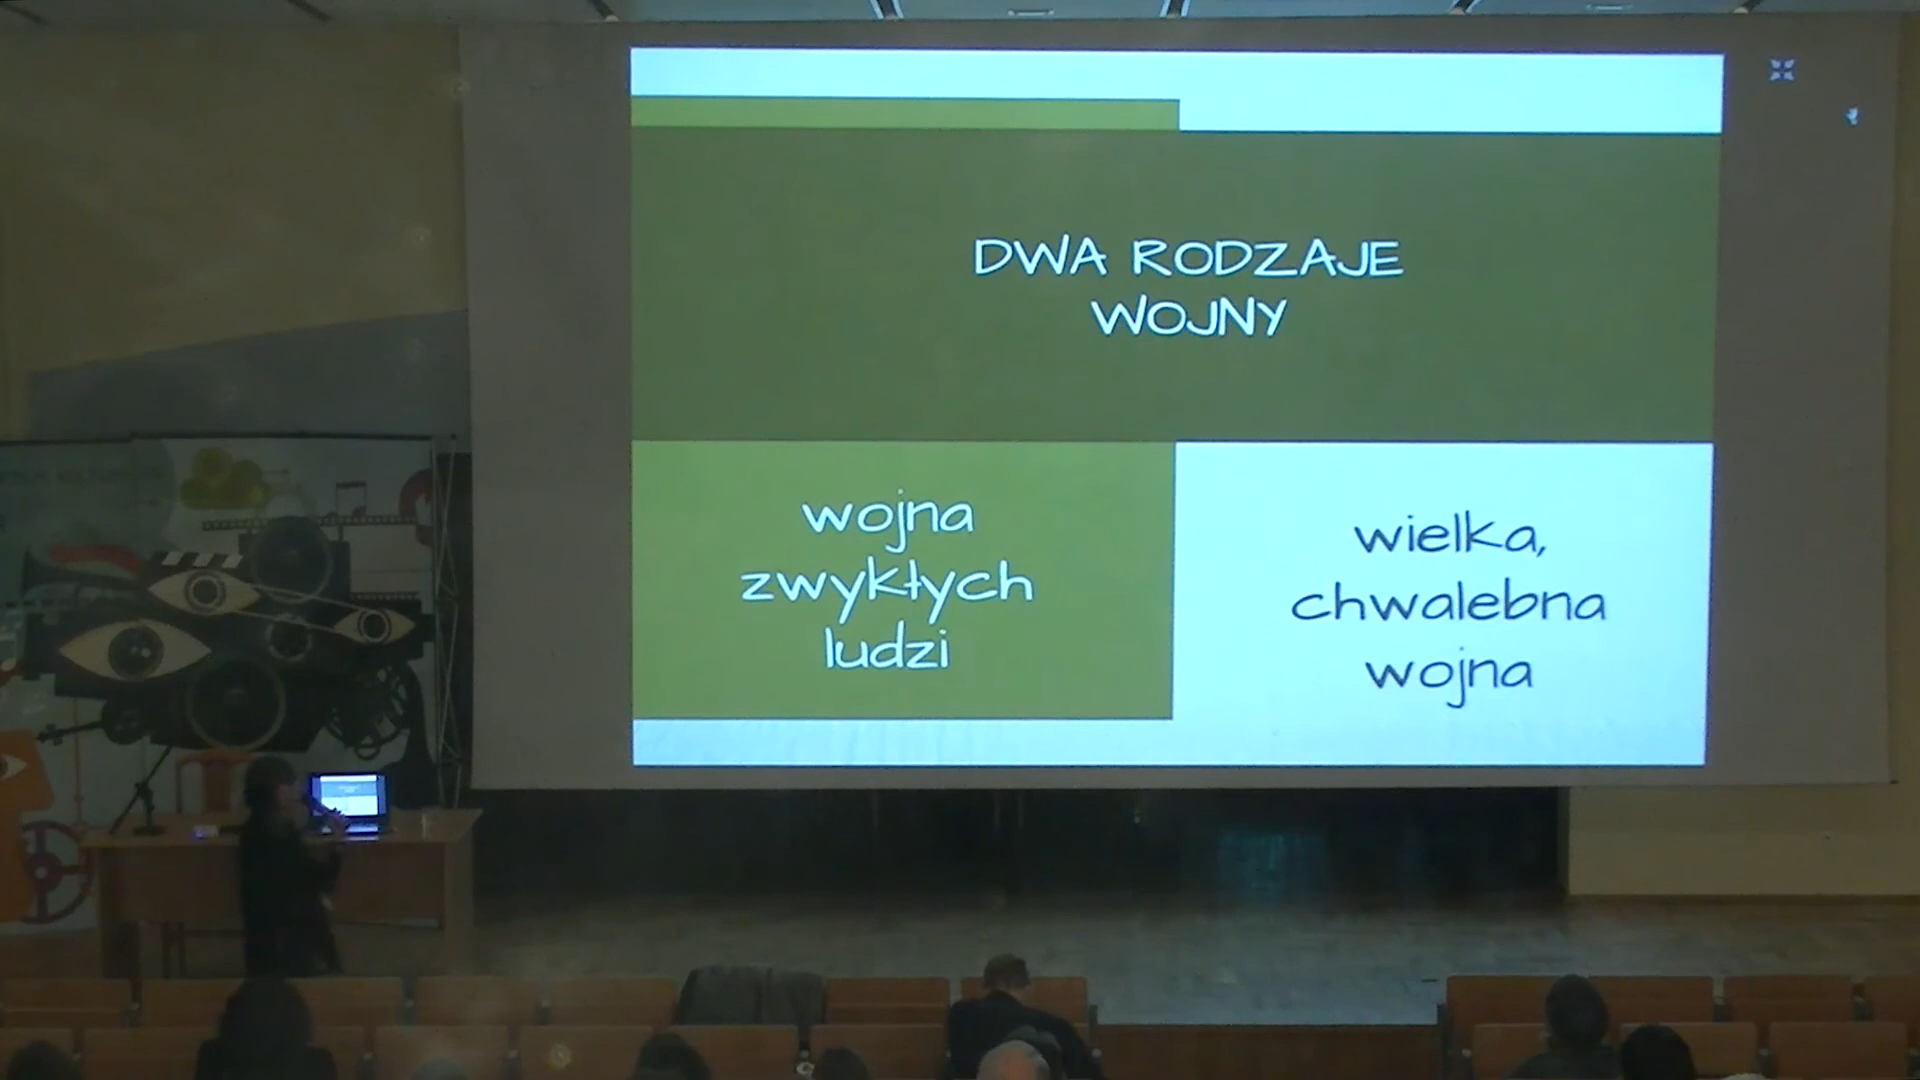 DWA RODZAJE
WOJNY
wojna
zwykłych
ludzi
wielka,
chwalebna
wojna